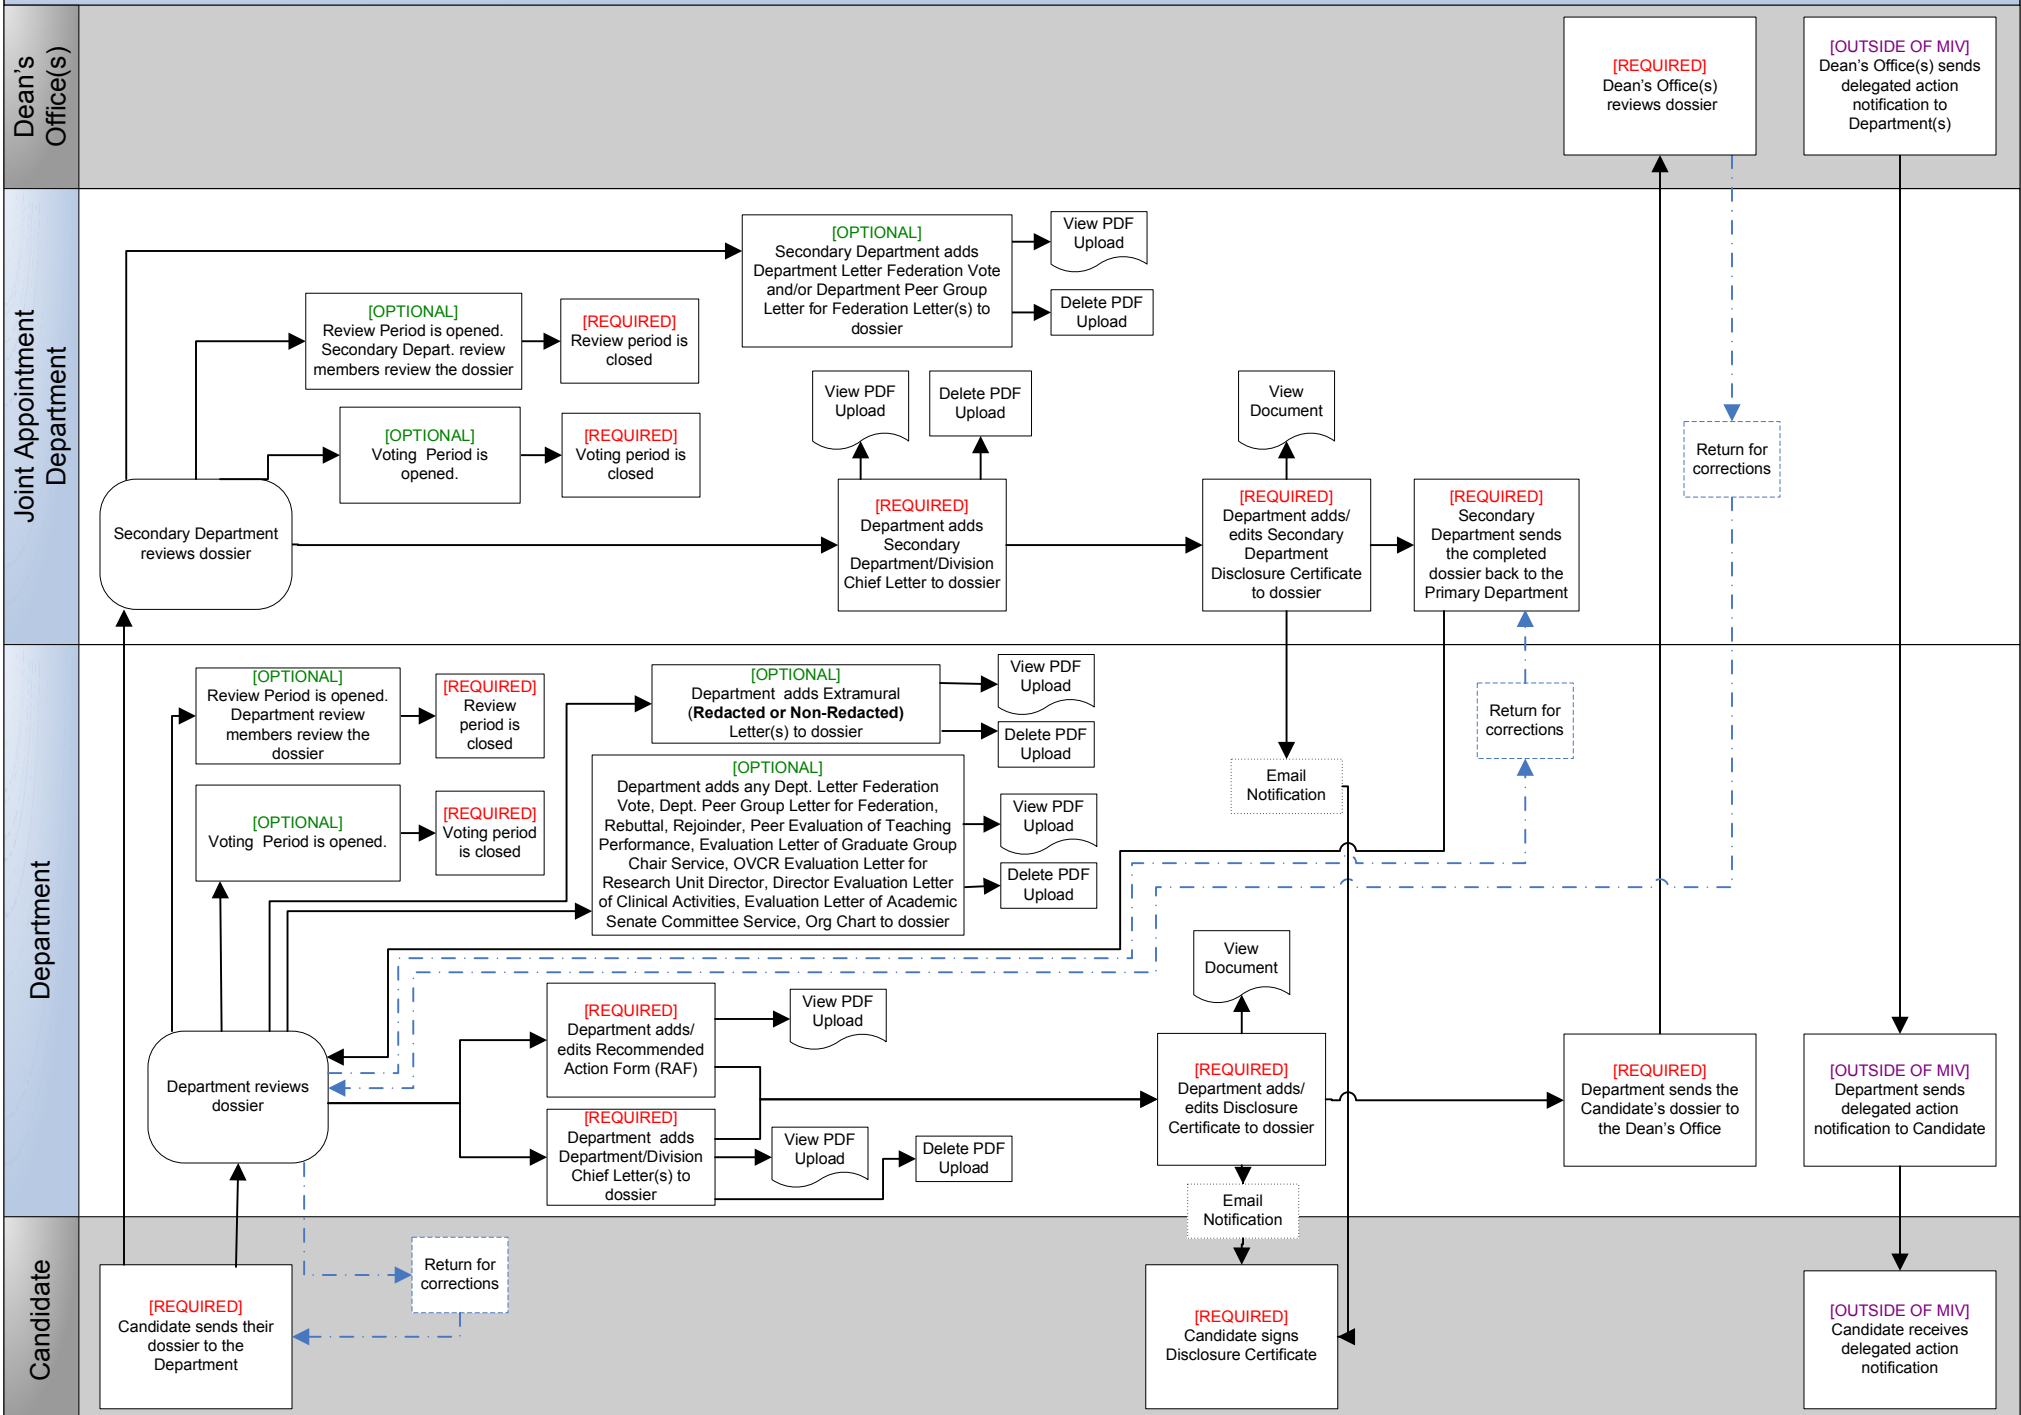 Dean's
Office(s)
[REQUIRED]
Dean's Office(s)
reviews dossier
[OUTSIDE OF MIV]
Dean's Office(s) sends
delegated action
notification to
Department(s)
Joint Appointment
Department
[OPTIONAL]
Secondary Department adds
Department Letter Federation Vote
and/or Department Peer Group
Letter for Federation Letter(s) to
dossier
View PDF
Upload
Delete PDF
Upload
[OPTIONAL]
Review Period is opened.
Secondary Depart. review
members review the dossier
[REQUIRED]
Review period is
closed
[OPTIONAL]
Voting Period is
opened.
[REQUIRED]
Voting period is
closed
View PDF
Upload
Delete PDF
Upload
View
Document
Return for
corrections
Secondary Department
reviews dossier
[REQUIRED]
Department adds
Secondary
Department/Division
Chief Letter to dossier
[REQUIRED]
Department adds/
edits Secondary
Department
Disclosure Certificate
to dossier
[REQUIRED]
Secondary
Department sends
the completed
dossier back to the
Primary Department
Department
[OPTIONAL]
Review Period is opened.
Department review
members review the
dossier
[REQUIRED]
Review
period is
closed
[OPTIONAL]
Department adds Extramural
(Redacted or Non-Redacted)
Letter(s) to dossier
View PDF
Upload
Delete PDF
Upload
Return for
corrections
[OPTIONAL]
Voting Period is opened.
[REQUIRED]
Voting period
is closed
[OPTIONAL]
Department adds any Dept. Letter Federation
Vote, Dept. Peer Group Letter for Federation,
Rebuttal, Rejoinder, Peer Evaluation of Teaching
Performance, Evaluation Letter of Graduate Group
Chair Service, OVCR Evaluation Letter for
Research Unit Director, Director Evaluation Letter
of Clinical Activities, Evaluation Letter of Academic
Senate Committee Service, Org Chart to dossier
View PDF
Upload
Delete PDF
Upload
Email
Notification
View
Document
Department reviews
dossier
[REQUIRED]
Department adds/
edits Recommended
Action Form (RAF)
View PDF
Upload
[REQUIRED]
Department adds
Department/Division
Chief Letter(s) to
dossier
View PDF
Upload
Delete PDF
Upload
[REQUIRED]
Department adds/
edits Disclosure
Certificate to dossier
[REQUIRED]
Department sends the
Candidate's dossier to
the Dean's Office
[OUTSIDE OF MIV]
Department sends
delegated action
notification to Candidate
Email
Notification
Candidate
[REQUIRED]
Candidate sends their
dossier to the
Department
Return for
corrections
[REQUIRED]
Candidate signs
Disclosure Certificate
[OUTSIDE OF MIV]
Candidate receives
delegated action
notification